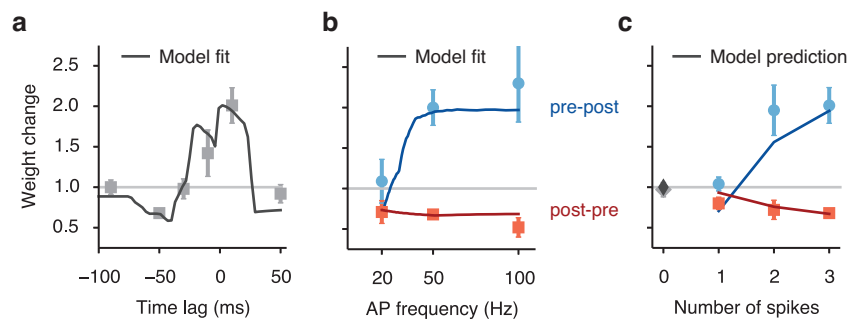 a
Model fit
Weight change
2.5
2.0
1.5
1.0
0.5
−100
−50
0
50
Time lag (ms)
b
Model fit
pre-post
post-pre
20
50
100
AP frequency (Hz)
c
Model prediction
0
1
2
3
Number of spikes